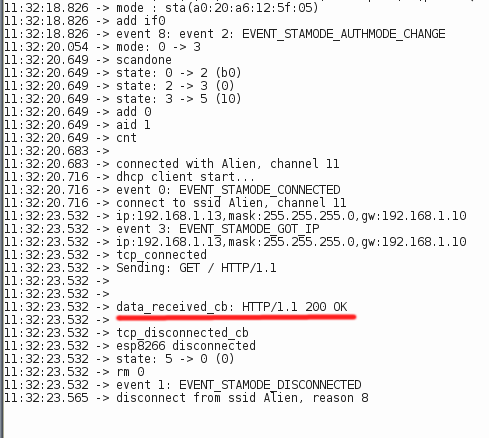 11:32:18.826 -> mode : sta(a0:20:a6:12:5f:05)
11:32:18.826 -> add if0
11:32:18.826 -> event 8: event 2: EVENT_STAMODE_AUTHMODE_CHANGE
11:32:20.054 -> mode: 0 -> 3
11:32:20.649 -> scandone
11:32:20.649 -> state: 0 -> 2 (b0)
11:32:20.649 -> state: 2 -> 3 (0)
11:32:20.649 -> state: 3 -> 5 (10)
11:32:20.649 -> add 0
11:32:20.649 -> aid 1
11:32:20.649 -> cnt
11:32:20.683 ->
11:32:20.716 -> connected with Alien, channel 11
11:32:20.716 -> dhcp client start...
11:32:20.716 -> event 0: EVENT_STAMODE_CONNECTED
11:32:20.716 -> connect to ssid Alien, channel 11
11:32:23.532 -> ip:192.168.1.13,mask:255.255.255.0,gw:192.168.1.10
11:32:23.532 -> event 3: EVENT_STAMODE_GOT_IP
11:32:23.532 -> ip:192.168.1.13,mask:255.255.255.0,gw:192.168.1.10
11:32:23.532 -> tcp_connected
11:32:23.532 -> Sending: GET / HTTP/1.1
11:32:23.532 ->
11:32:23.532 ->
11:32:23.532 -> data_received_cb: HTTP/1.1 200 OK
11:32:23.532 ->
11:32:23.532 -> tcp_disconnected_cb
11:32:23.532 -> esp8266 disconnected
11:32:23.532 -> state: 5 -> 0 (0)
11:32:23.532 -> rm 0
11:32:23.532 -> event 1: EVENT_STAMODE_DISCONNECTED
11:32:23.565 -> disconnect from ssid Alien, reason 8